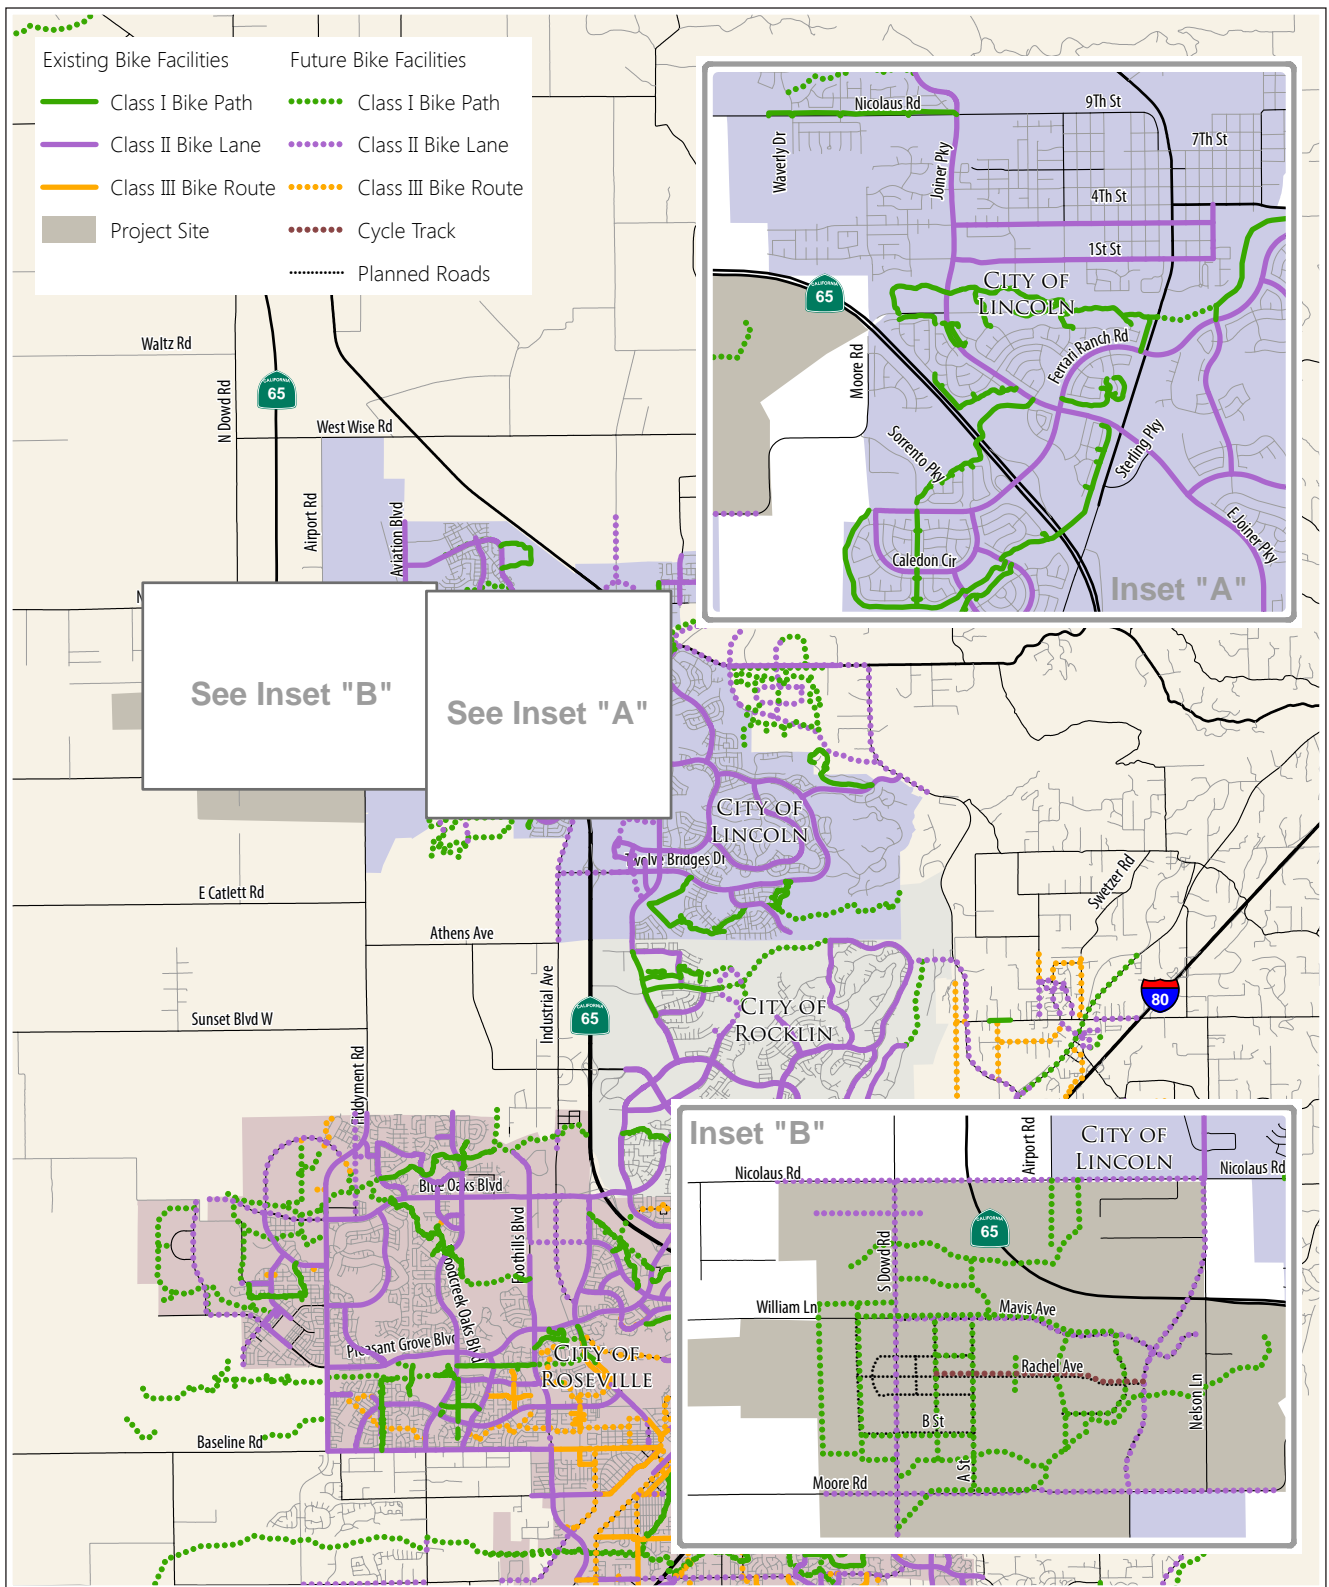 Existing Bike Facilities
Class I Bike Path
Class II Bike Lane
Class III Bike Route
Project Site
Future Bike Facilities
Class I Bike Path
Class II Bike Lane
Class III Bike Route
Cycle Track
Planned Roads
Nicolaus Rd
9Th St
7Th St
Waverly Dr
Joiner Pky
4Th St
1St St
CITY OF
LINCOLN
CALIFORNIA
65
Moore Rd
Ferrari Ranch Rd
Sorrento Pky
Sterling Pky
E Joiner Pky
Caledon Cir
Inset "A"
Waltz Rd
N Dowd Rd
CALIFORNIA
65
West Wise Rd
Airport Rd
Aviation Blvd
N
See Inset "B"
See Inset "A"
CITY OF
LINCOLN
Twelve Bridges Dr
E Catlett Rd
Swetzer Rd
Athens Ave
Industrial Ave
CALIFORNIA
65
CITY OF
ROCKLIN
80
Sunset Blvd W
Fiddyment Rd
Blue Oaks Blvd
Foothills Blvd
Woodcreek Oaks Blvd
Pleasant Grove Blvd
CITY OF
ROSEVILLE
Baseline Rd
Inset "B"
Airport Rd
CITY OF
LINCOLN
Nicolaus Rd
Nicolaus Rd
S Dowd Rd
CALIFORNIA
65
William Ln
Mavis Ave
Rachel Ave
Nelson Ln
B St
A St
Moore Rd